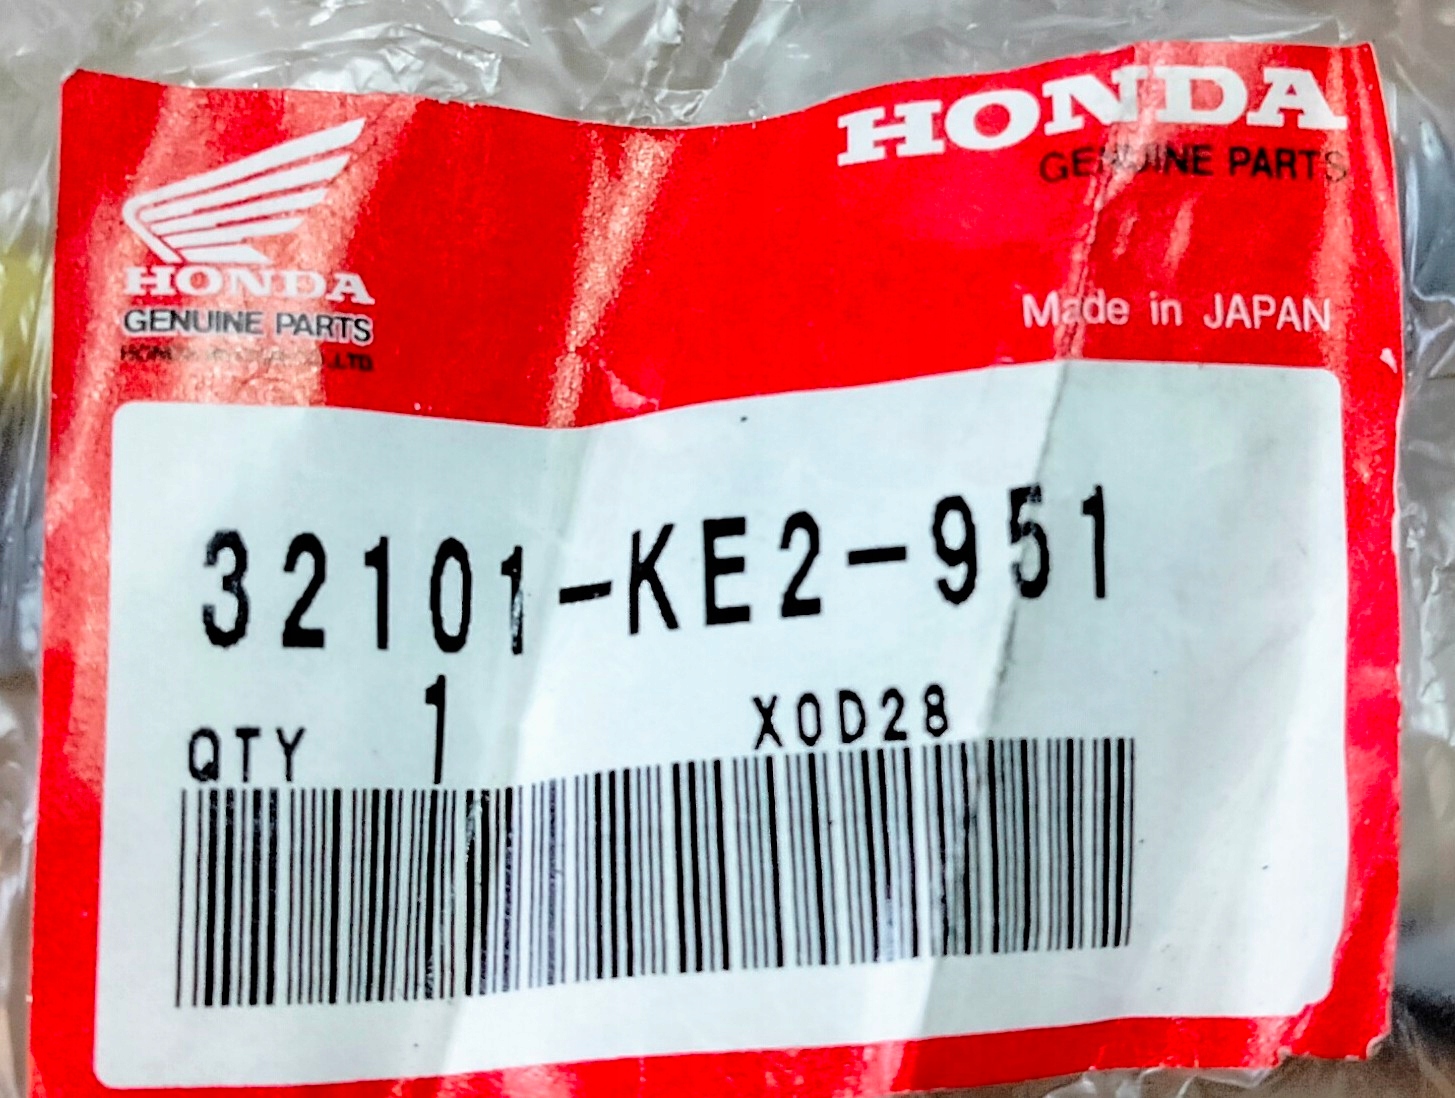 HONDA
GENUINE PARTS
HONDA
GENUINE PARTS
Made in JAPAN
32101-KE2-951
QTY 1 X0D28